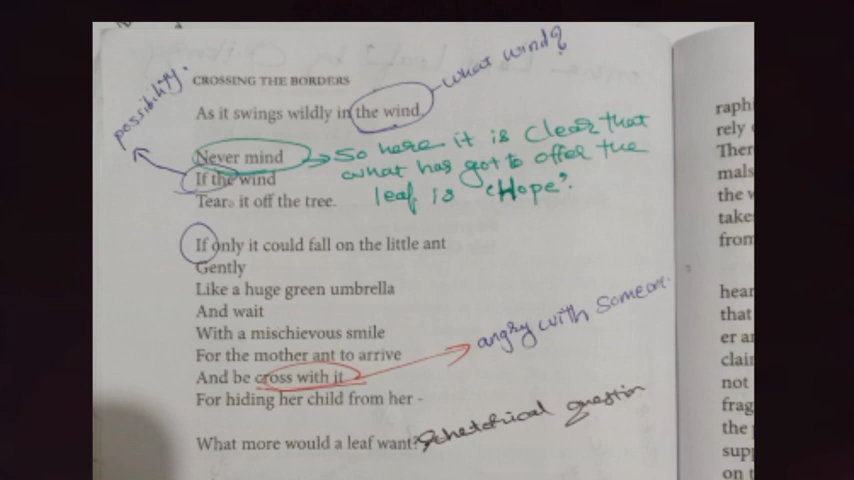 CROSSING THE BORDERS
what wind?
possibility.
As it swings wildly in the wind
Never mind
So here it is clear that
what has got to offer the
leaf is "Hope".
If the wind
Tears it off the tree.
If only it could fall on the little ant
Gently
Like a huge green umbrella
And wait
With a mischievous smile
For the mother ant to arrive
And be cross with it
angry with someone.
For hiding her child from her -
What more would a leaf want?
Rhetorical question
raph
rely
Ther
mals
the
take
from
hear
that
er a
clai
not
frag
the
sup
on t